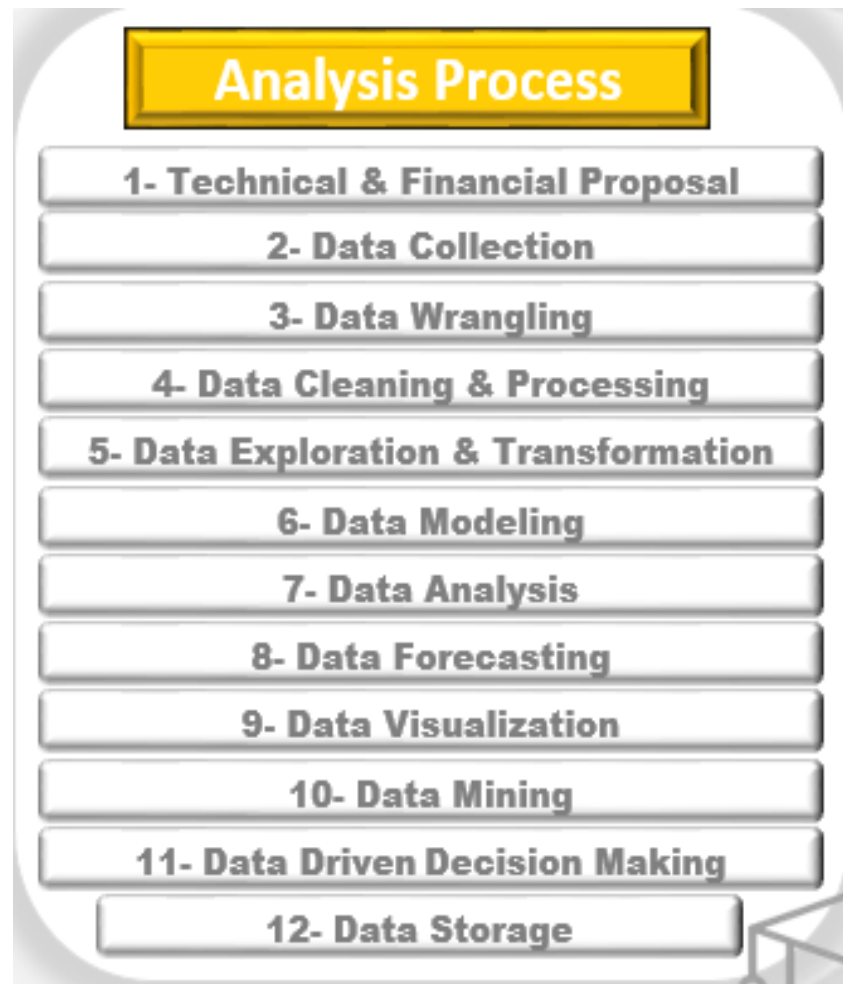 Analysis Process
1- Technical & Financial Proposal
2- Data Collection
3- Data Wrangling
4- Data Cleaning & Processing
5- Data Exploration & Transformation
6- Data Modeling
7- Data Analysis
8- Data Forecasting
9- Data Visualization
10- Data Mining
11- Data Driven Decision Making
12- Data Storage